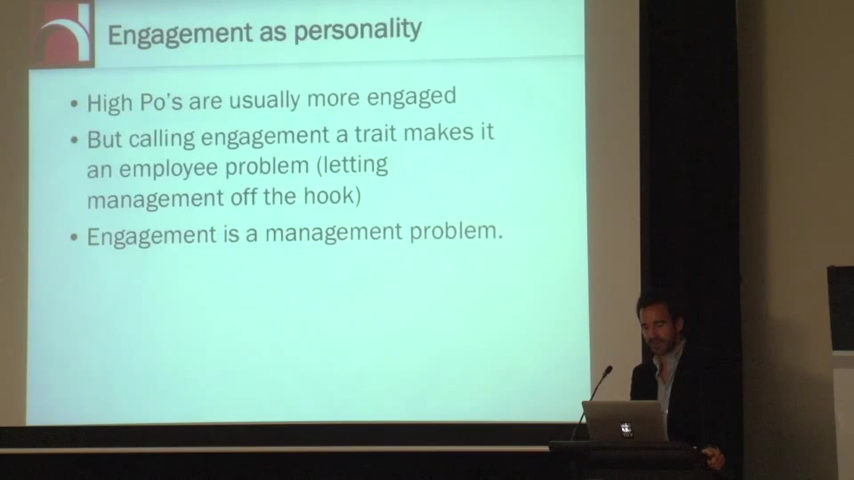 Engagement as personality
• High Po's are usually more engaged
• But calling engagement a trait makes it
an employee problem (letting
management off the hook)
• Engagement is a management problem.